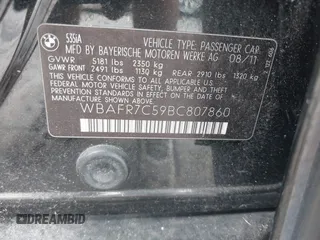 535iA
VEHICLE TYPE: PASSENGER CAR
MFD BY BAYERISCHE MOTOREN WERKE AG 08/11
GVWR 5181 lbs 2350 kg
GAWR FRONT 2491 lbs 1130 kg REAR 2910 lbs 1320 kg
THIS VEHICLE CONFORMS TO ALL APPLICABLE
FEDERAL MOTOR VEHICLE SAFETY, BUMPER, AND
THEFT PREVENTION STANDARDS IN EFFECT ON THE
DATE OF MANUFACTURE SHOWN ABOVE.
WBAFR7C59BC807860
DREAMBID